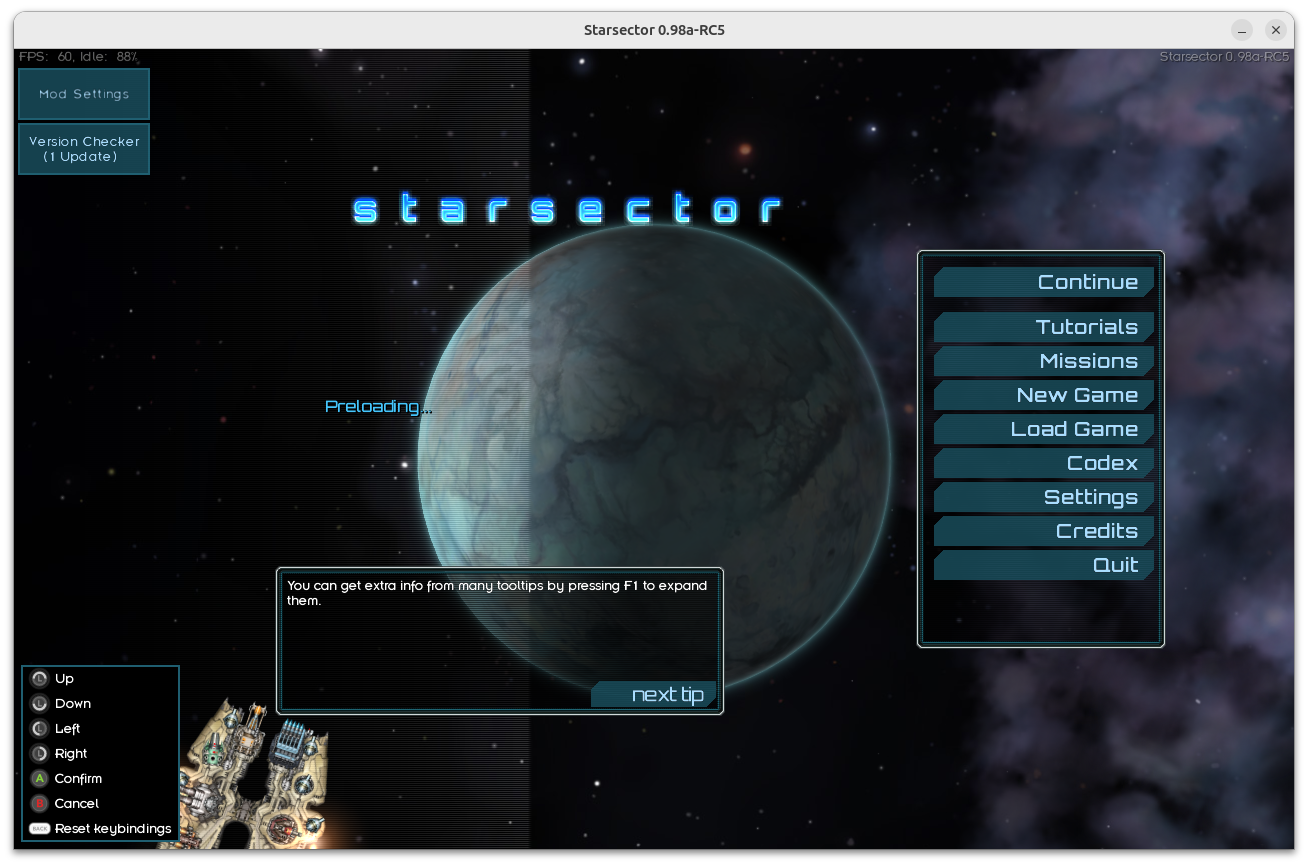 Starsector 0.98a-RC5
FPS: 60, Idle: 88%
Starsector 0.98a-RC5
Mod Settings
Version Checker
(1 Update)
starsector
Continue
Tutorials
Missions
New Game
Load Game
Codex
Settings
Credits
Quit
Preloading...
You can get extra info from many tooltips by pressing F1 to expand
them.
next tip
L Up
L Down
L Left
L Right
A Confirm
B Cancel
BACK Reset keybindings